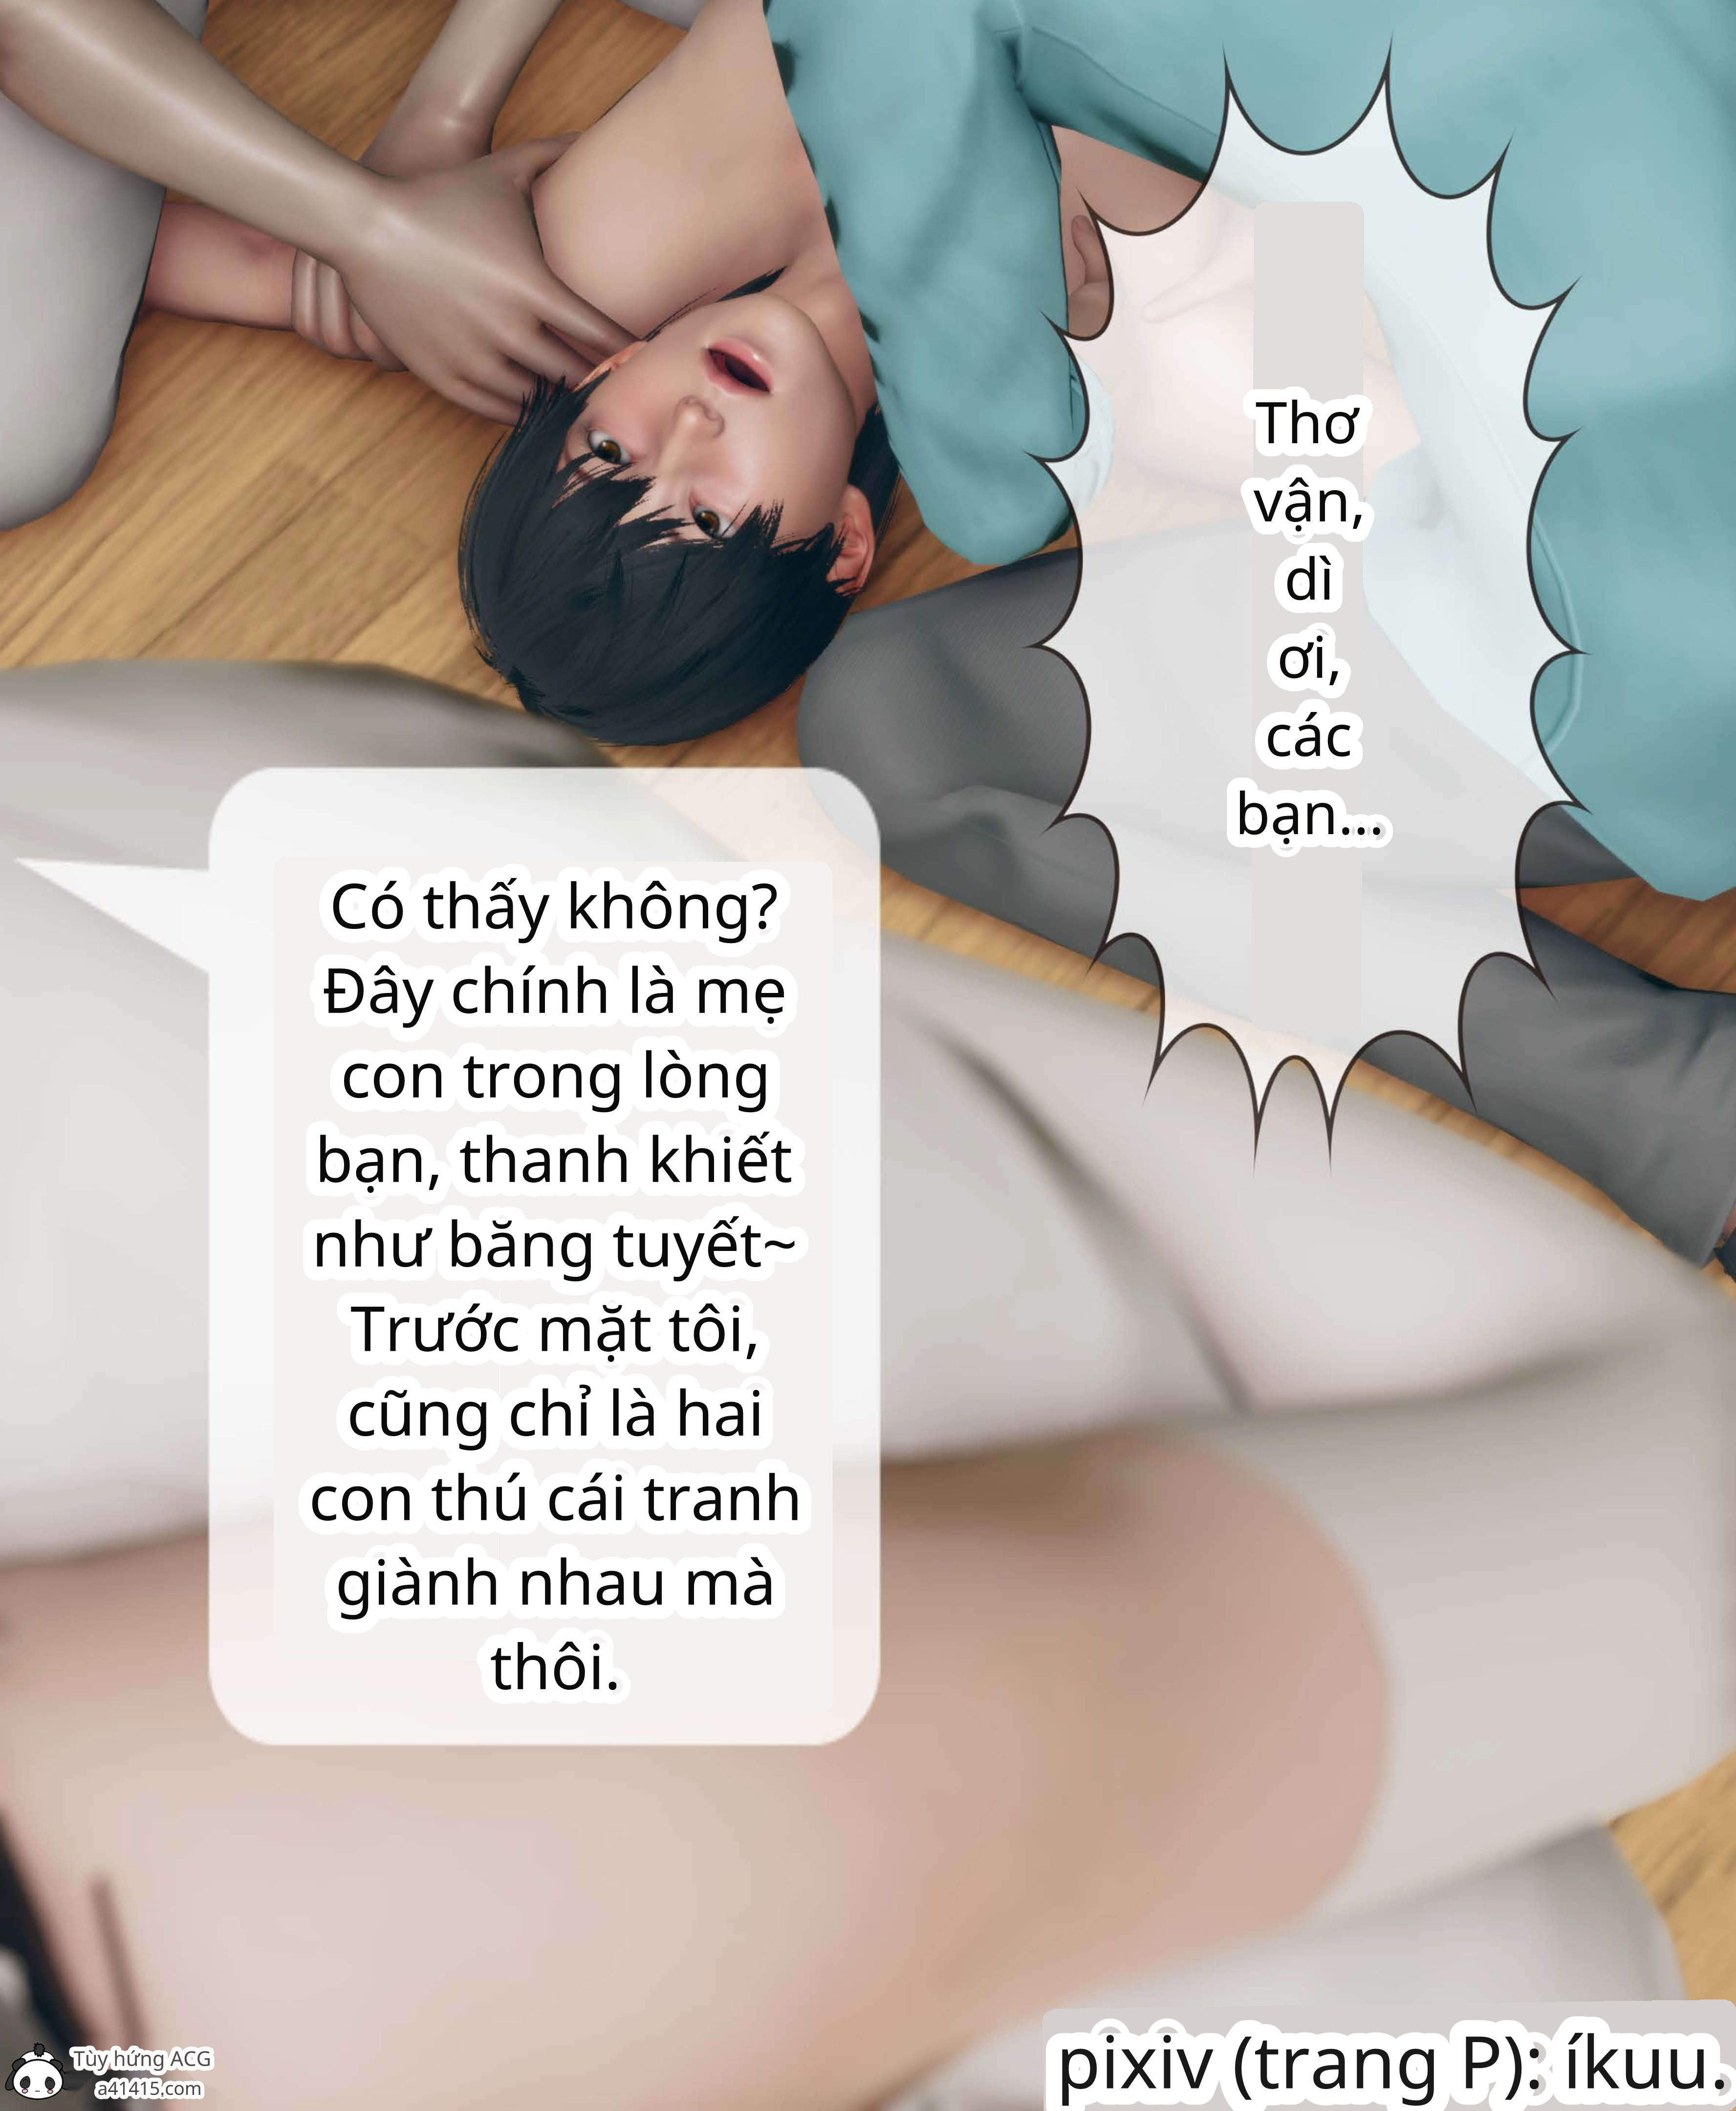 Thơ
vận,
dì
ơi,
các
bạn...
Có thấy không?
Đây chính là mẹ
con trong lòng
bạn, thanh khiết
như băng tuyết~
Trước mặt tôi,
cũng chỉ là hai
con thú cái tranh
giành nhau mà
thôi.
Tùy hứng ACG
a41415.com
pixiv (trang P): íkuu.